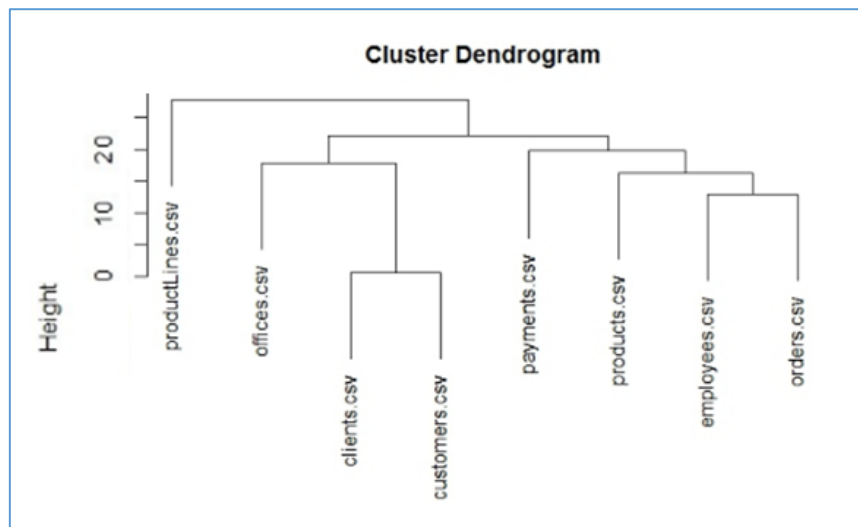 Cluster Dendrogram
Height
20
10
0
productLines.csv
offices.csv
clients.csv
customers.csv
payments.csv
products.csv
employees.csv
orders.csv